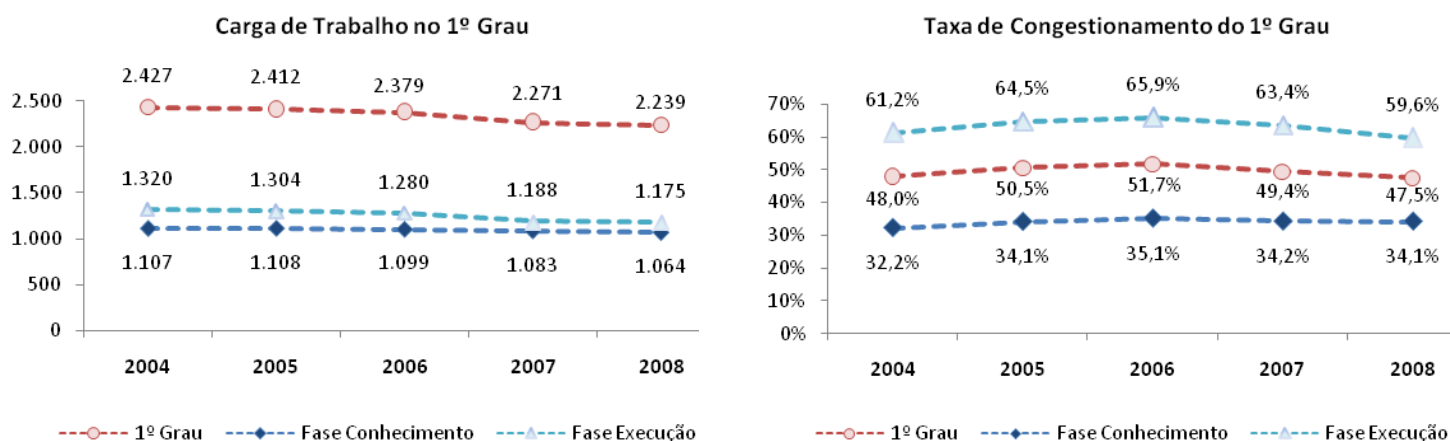 Carga de Trabalho no 1º Grau
2.427 2.412 2.379 2.271 2.239
2.500
2.000
1.500
1.320 1.304 1.280 1.188 1.175
1.000
1.107 1.108 1.099 1.083 1.064
500
0
2004 2005 2006 2007 2008
1º Grau Fase Conhecimento Fase Execução
Taxa de Congestionamento do 1º Grau
61,2% 64,5% 65,9% 63,4% 59,6%
70%
60%
50%
48,0% 50,5% 51,7% 49,4% 47,5%
40%
30%
32,2% 34,1% 35,1% 34,2% 34,1%
20%
10%
0%
2004 2005 2006 2007 2008
1º Grau Fase Conhecimento Fase Execução